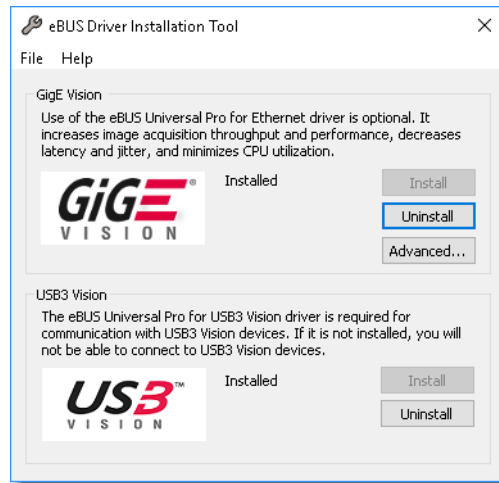 eBUS Driver Installation Tool
File Help
GigE Vision
Use of the eBUS Universal Pro for Ethernet driver is optional. It
increases image acquisition throughput and performance, decreases
latency and jitter, and minimizes CPU utilization.
GiGE®
VISION
Installed
Install
Uninstall
Advanced...
USB3 Vision
The eBUS Universal Pro for USB3 Vision driver is required for
communication with USB3 Vision devices. If it is not installed, you will
not be able to connect to USB3 Vision devices.
USB3™
VISION
Installed
Install
Uninstall